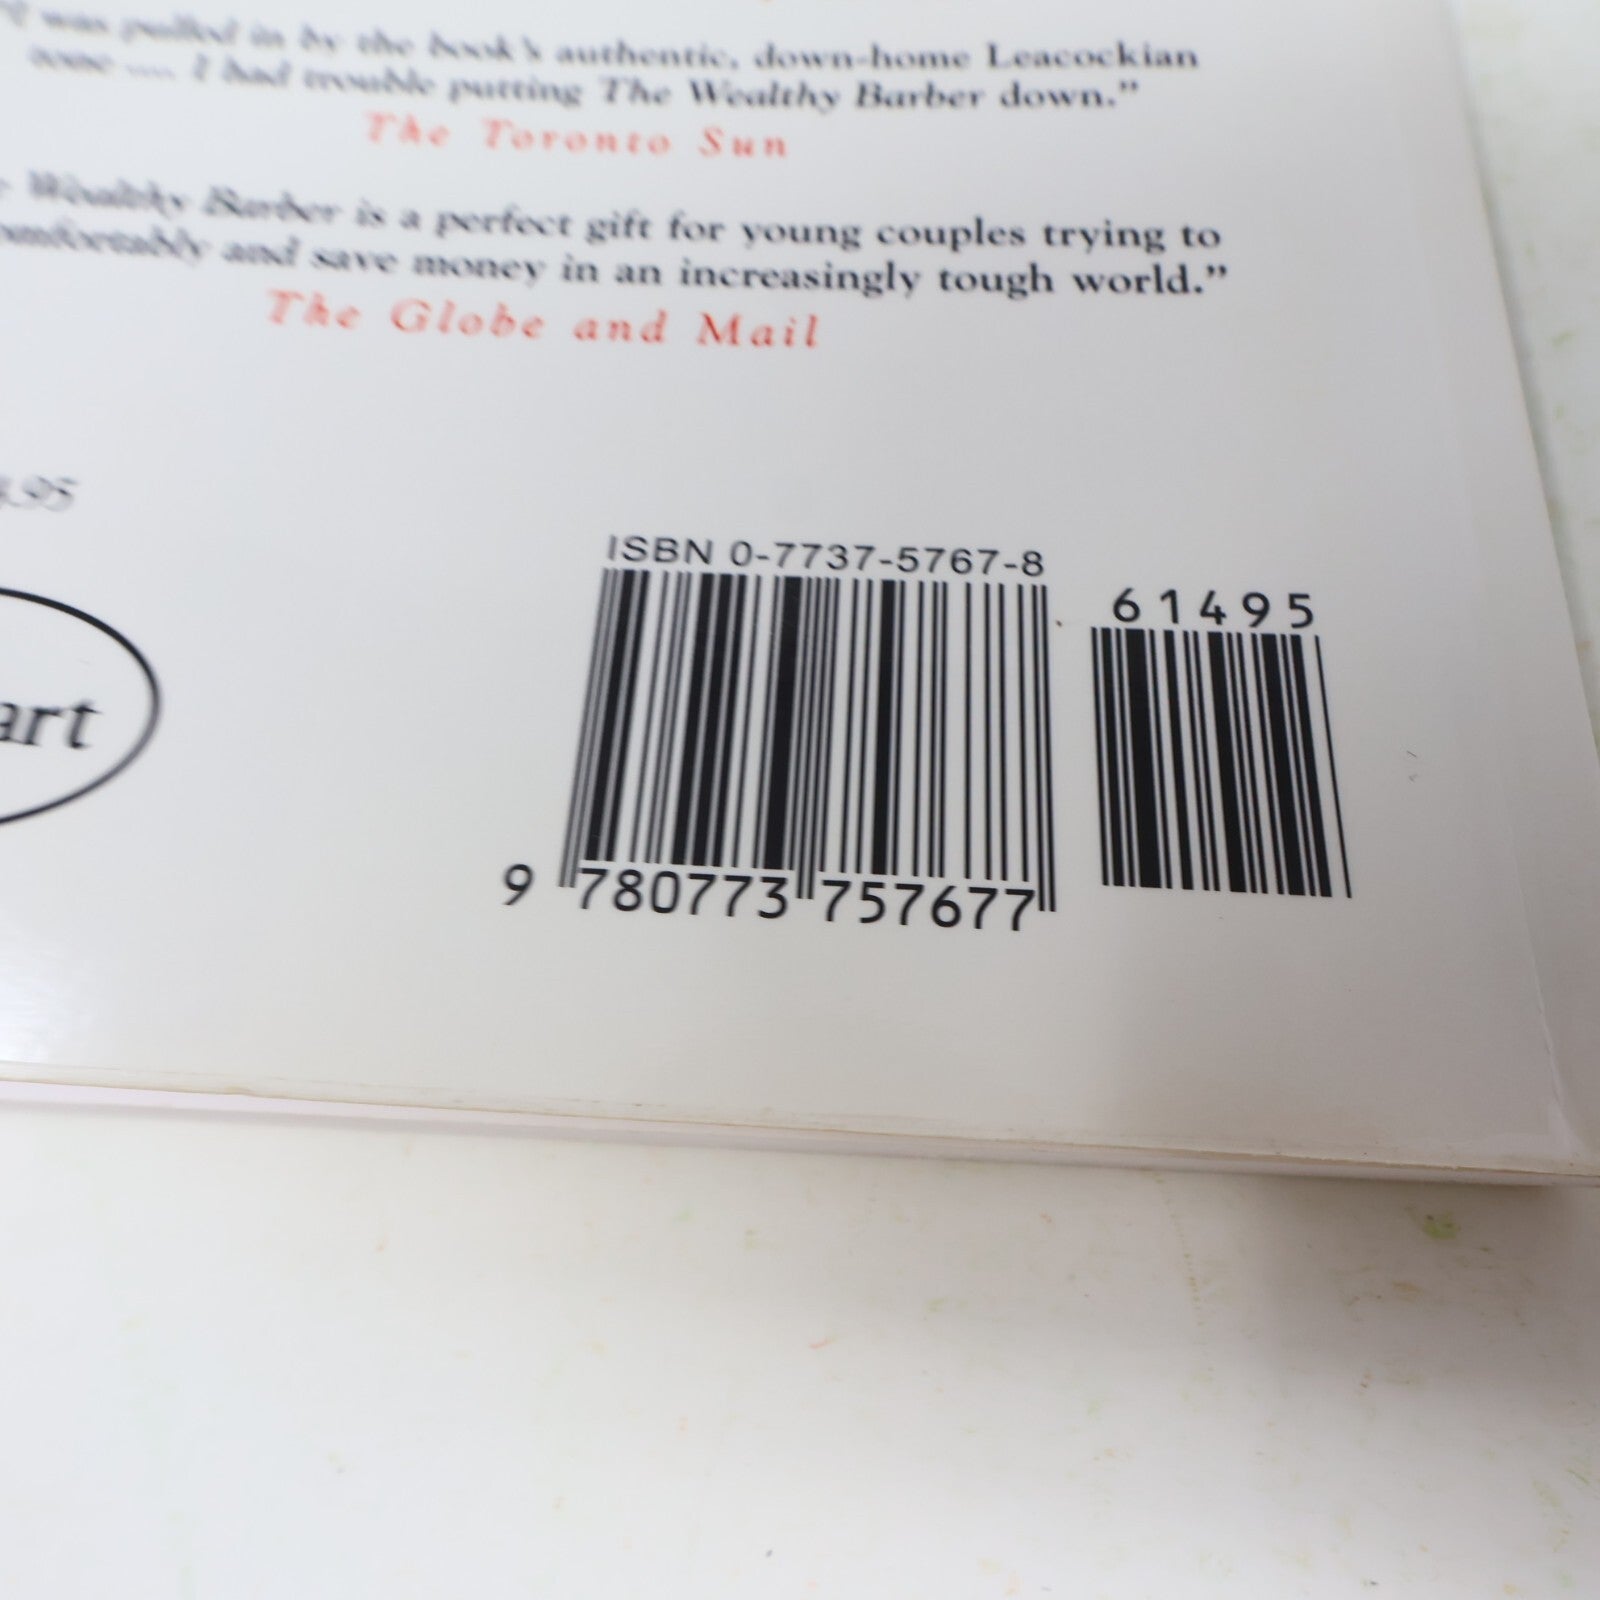 "I was pulled in by the book's authentic, down-home Leacockian
.... I had trouble putting The Wealthy Barber down."
The Toronto Sun
Wealthy Barber is a perfect gift for young couples trying to
comfortably and save money in an increasingly tough world."
The Globe and Mail
.95
art
ISBN 0-7737-5767-8
61495
9 780773 757677